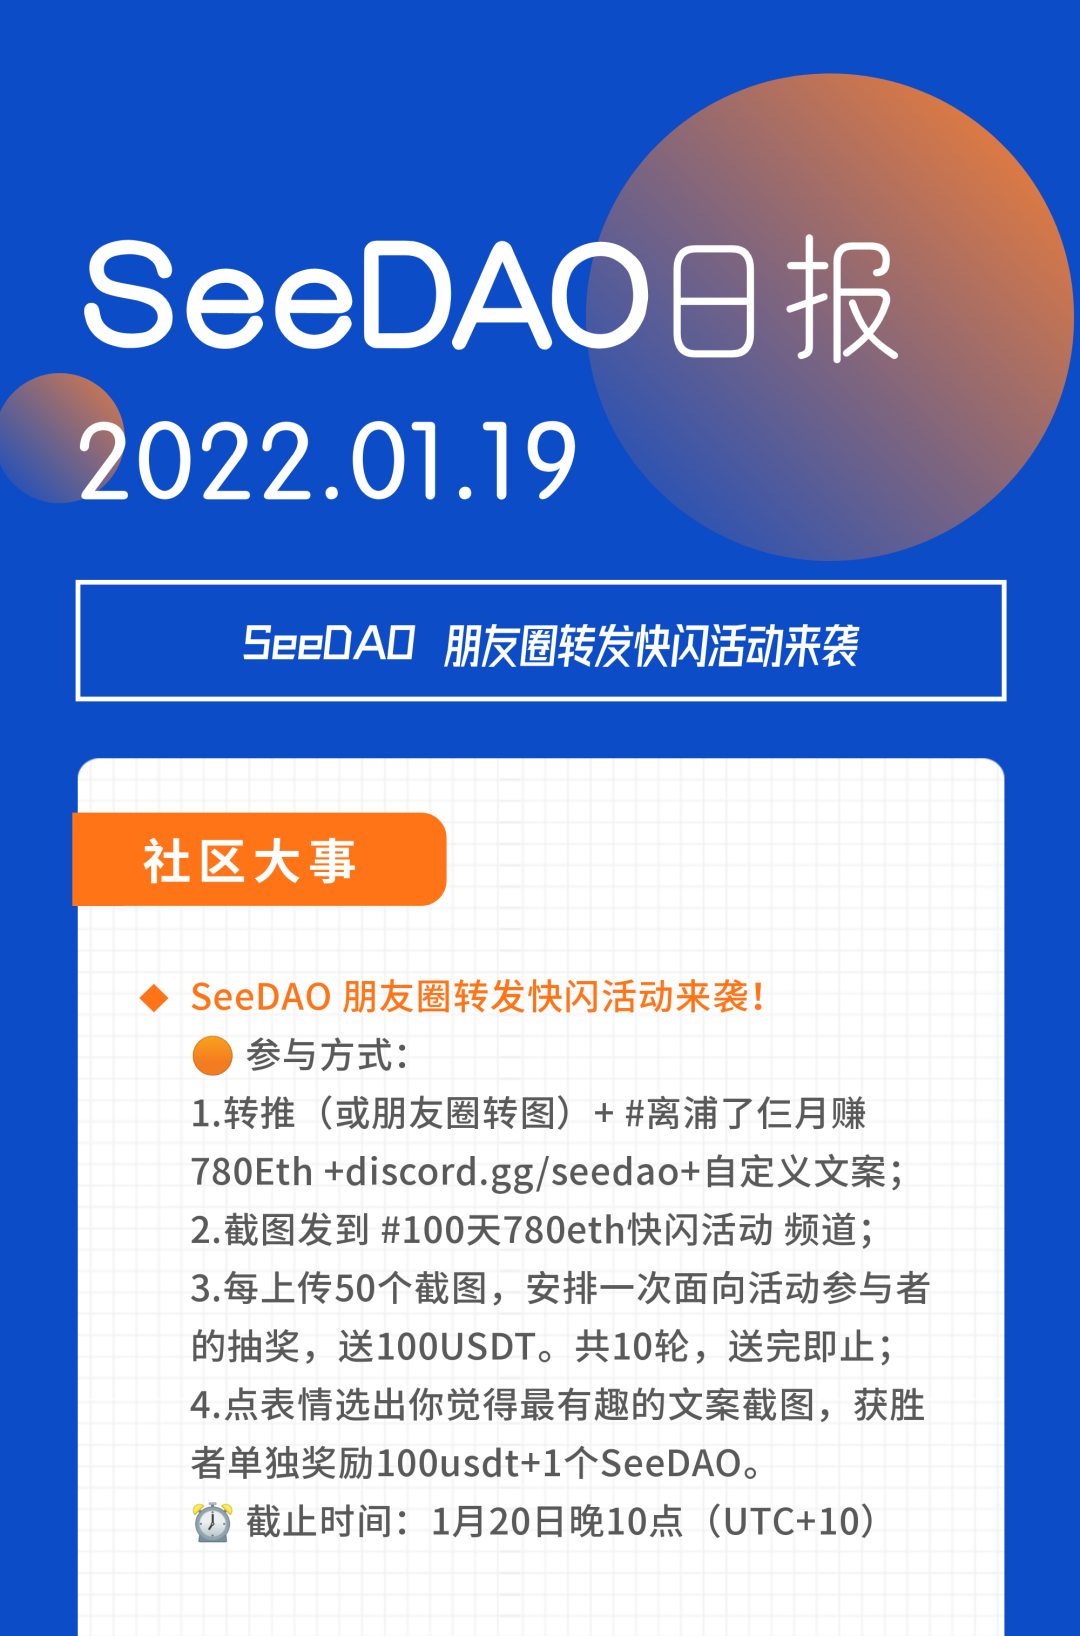 SeeDAO日报
2022.01.19
SeeDAO 朋友圈转发快闪活动来袭
社区大事
◆ SeeDAO 朋友圈转发快闪活动来袭！
🟠 参与方式：
1.转推（或朋友圈转图）+ #离浦了仨月赚
780Eth +discord.gg/seedao+自定义文案；
2.截图发到 #100天780eth快闪活动 频道；
3.每上传50个截图，安排一次面向活动参与者
的抽奖，送100USDT。共10轮，送完即止；
4.点表情选出你觉得最有趣的文案截图，获胜
者单独奖励100usdt+1个SeeDAO。
⏰ 截止时间：1月20日晚10点（UTC+10）